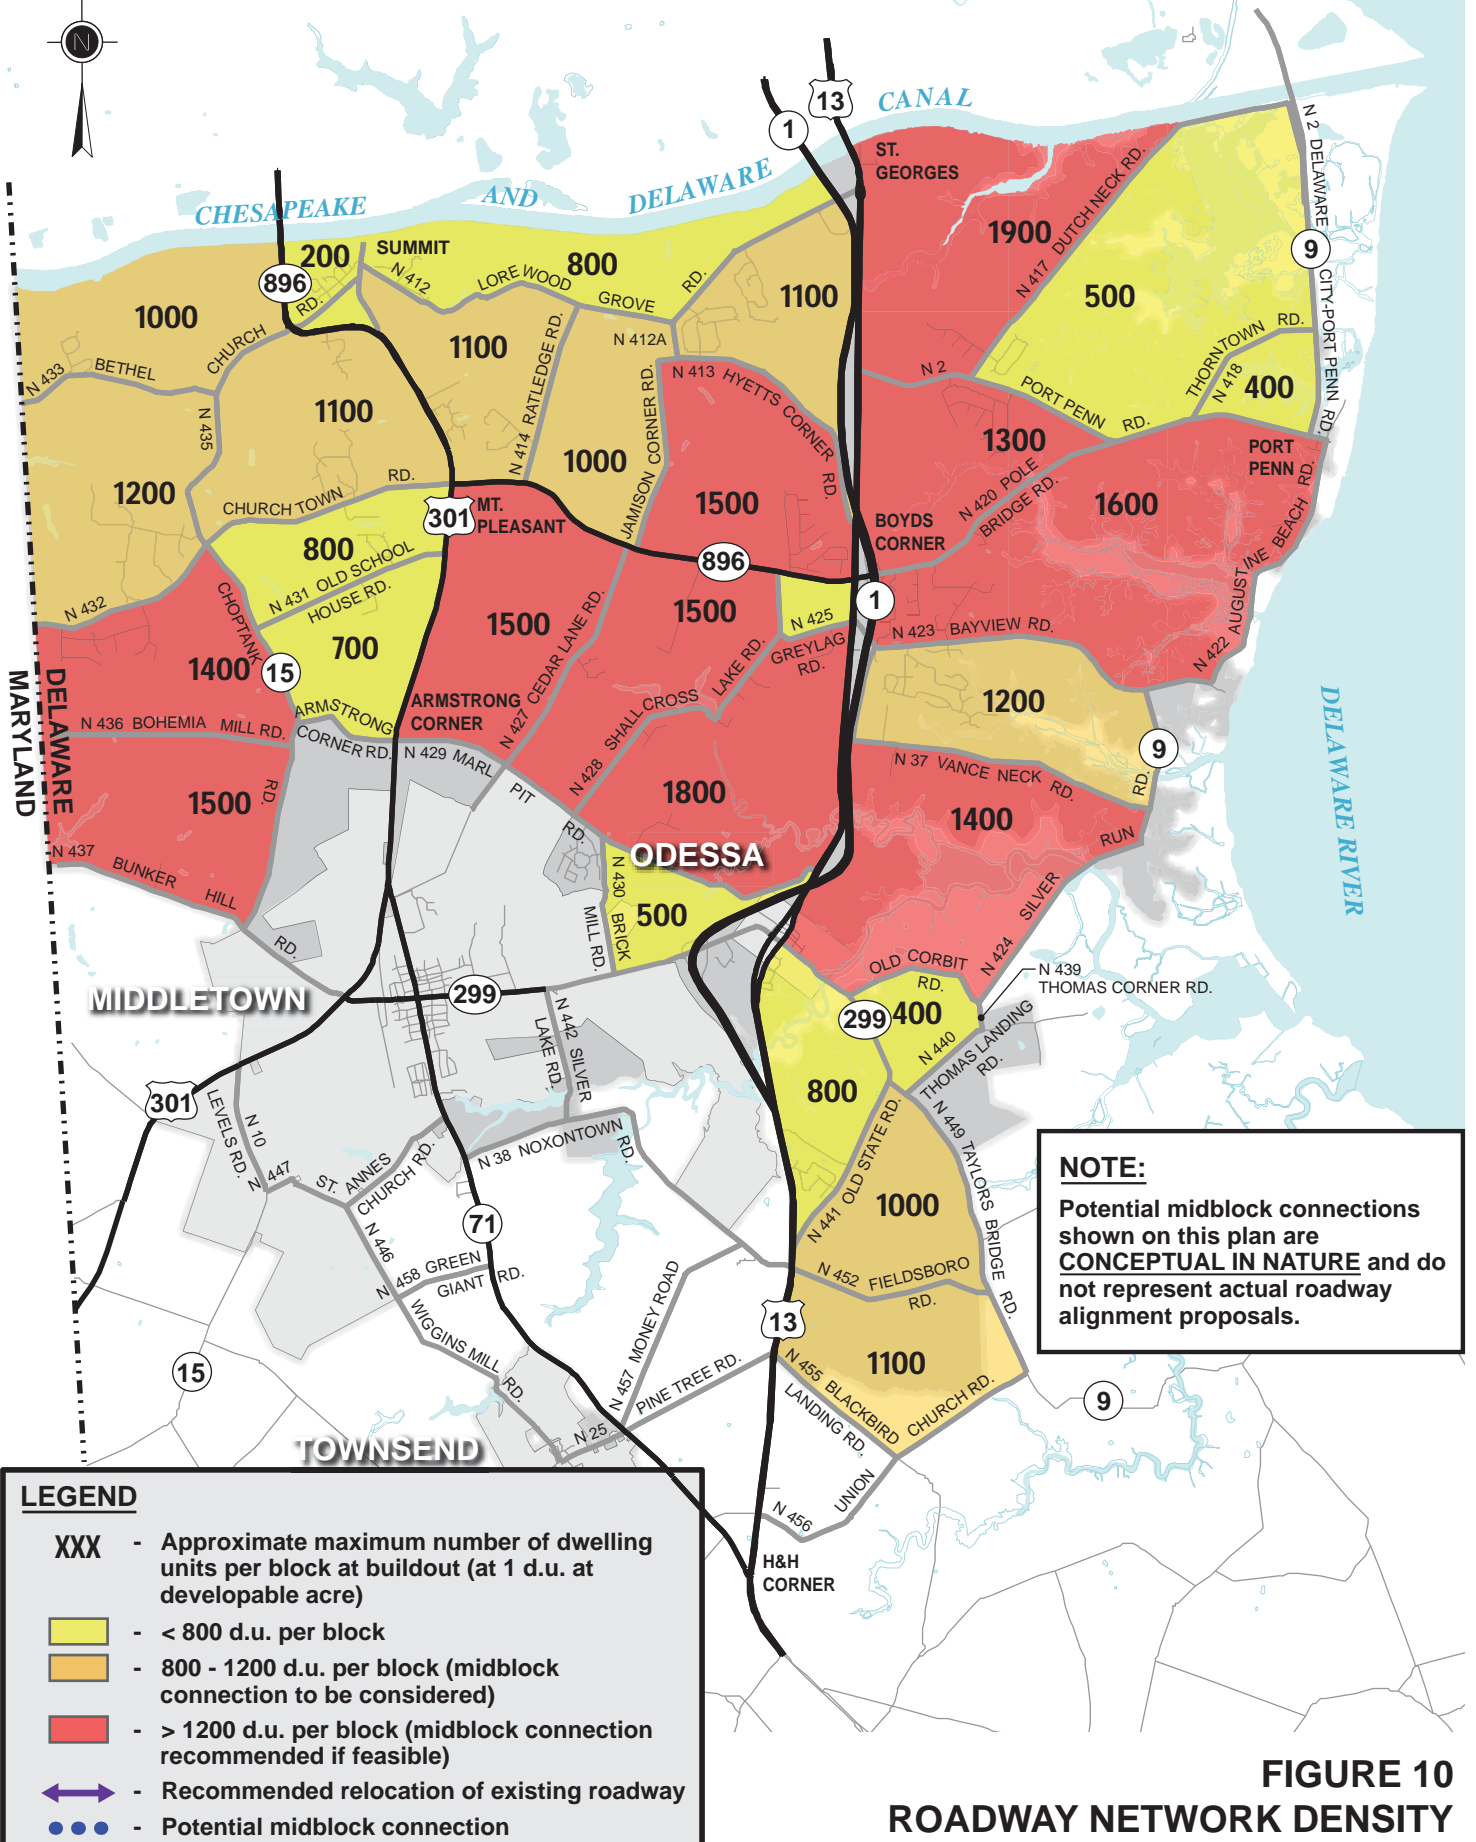 N
13
1
CANAL
ST.
GEORGES
CHESAPEAKE
AND
DELAWARE
N 2 DELAWARE
CITY-PORT PENN RD.
9
896
200
SUMMIT
N 412
LOREWOOD
GROVE
RD.
800
1900
N 417 DUTCH NECK RD.
500
1000
CHURCH
RD.
1100
1100
N 412A
N 414 RATLEDGE RD.
N 433
BETHEL
N 435
1100
N 413
HYETTS CORNER
RD.
JAMISON CORNER RD.
N 2
PORT PENN
RD.
THORNTOWN
RD.
N 418
400
PORT
PENN
1300
1000
1200
CHURCH TOWN
RD.
301
MT.
PLEASANT
1500
BOYDS
CORNER
N 420 POLE
BRIDGE RD.
1600
N 422 AUGUSTINE BEACH RD.
800
N 431 OLD SCHOOL
HOUSE RD.
896
1
N 432
CHOPTANK
15
RD.
1400
700
1500
1500
N 425
GREYLAG
RD.
N 423 BAYVIEW RD.
N 427 CEDAR LANE RD.
N 428 SHALLCROSS
LAKE RD.
1200
9
DELAWARE
MARYLAND
ARMSTRONG
CORNER
ARMSTRONG
CORNER RD.
N 436 BOHEMIA MILL RD.
N 429 MARL
PIT
RD.
DELAWARE RIVER
N 37 VANCE NECK RD.
1500
1800
1400
N 437
BUNKER
HILL
RD.
ODESSA
N 430 BRICK
MILL RD.
500
N 424
SILVER
RUN
RD.
OLD CORBIT
RD.
N 439
THOMAS CORNER RD.
MIDDLETOWN
299
299
400
N 440
THOMAS LANDING
RD.
N 442 SILVER
LAKE RD.
800
301
LEVELS RD.
N 10
N 447
ST. ANNES
CHURCH RD.
N 38 NOXONTOWN
RD.
N 441 OLD STATE RD.
N 449 TAYLORS BRIDGE RD.
NOTE:
Potential midblock connections
shown on this plan are
CONCEPTUAL IN NATURE and do
not represent actual roadway
alignment proposals.
1000
71
N 446
N 458 GREEN
GIANT RD.
N 452 FIELDSBORO
RD.
WIGGINS MILL
RD.
N 457 MONEY ROAD
13
PINE TREE RD.
N 25
1100
N 455 BLACKBIRD
LANDING RD.
CHURCH RD.
UNION
N 456
15
9
TOWNSEND
H&H
CORNER
LEGEND
XXX - Approximate maximum number of dwelling
units per block at buildout (at 1 d.u. at
developable acre)
- < 800 d.u. per block
- 800 - 1200 d.u. per block (midblock
connection to be considered)
- > 1200 d.u. per block (midblock connection
recommended if feasible)
- Recommended relocation of existing roadway
- Potential midblock connection
FIGURE 10
ROADWAY NETWORK DENSITY